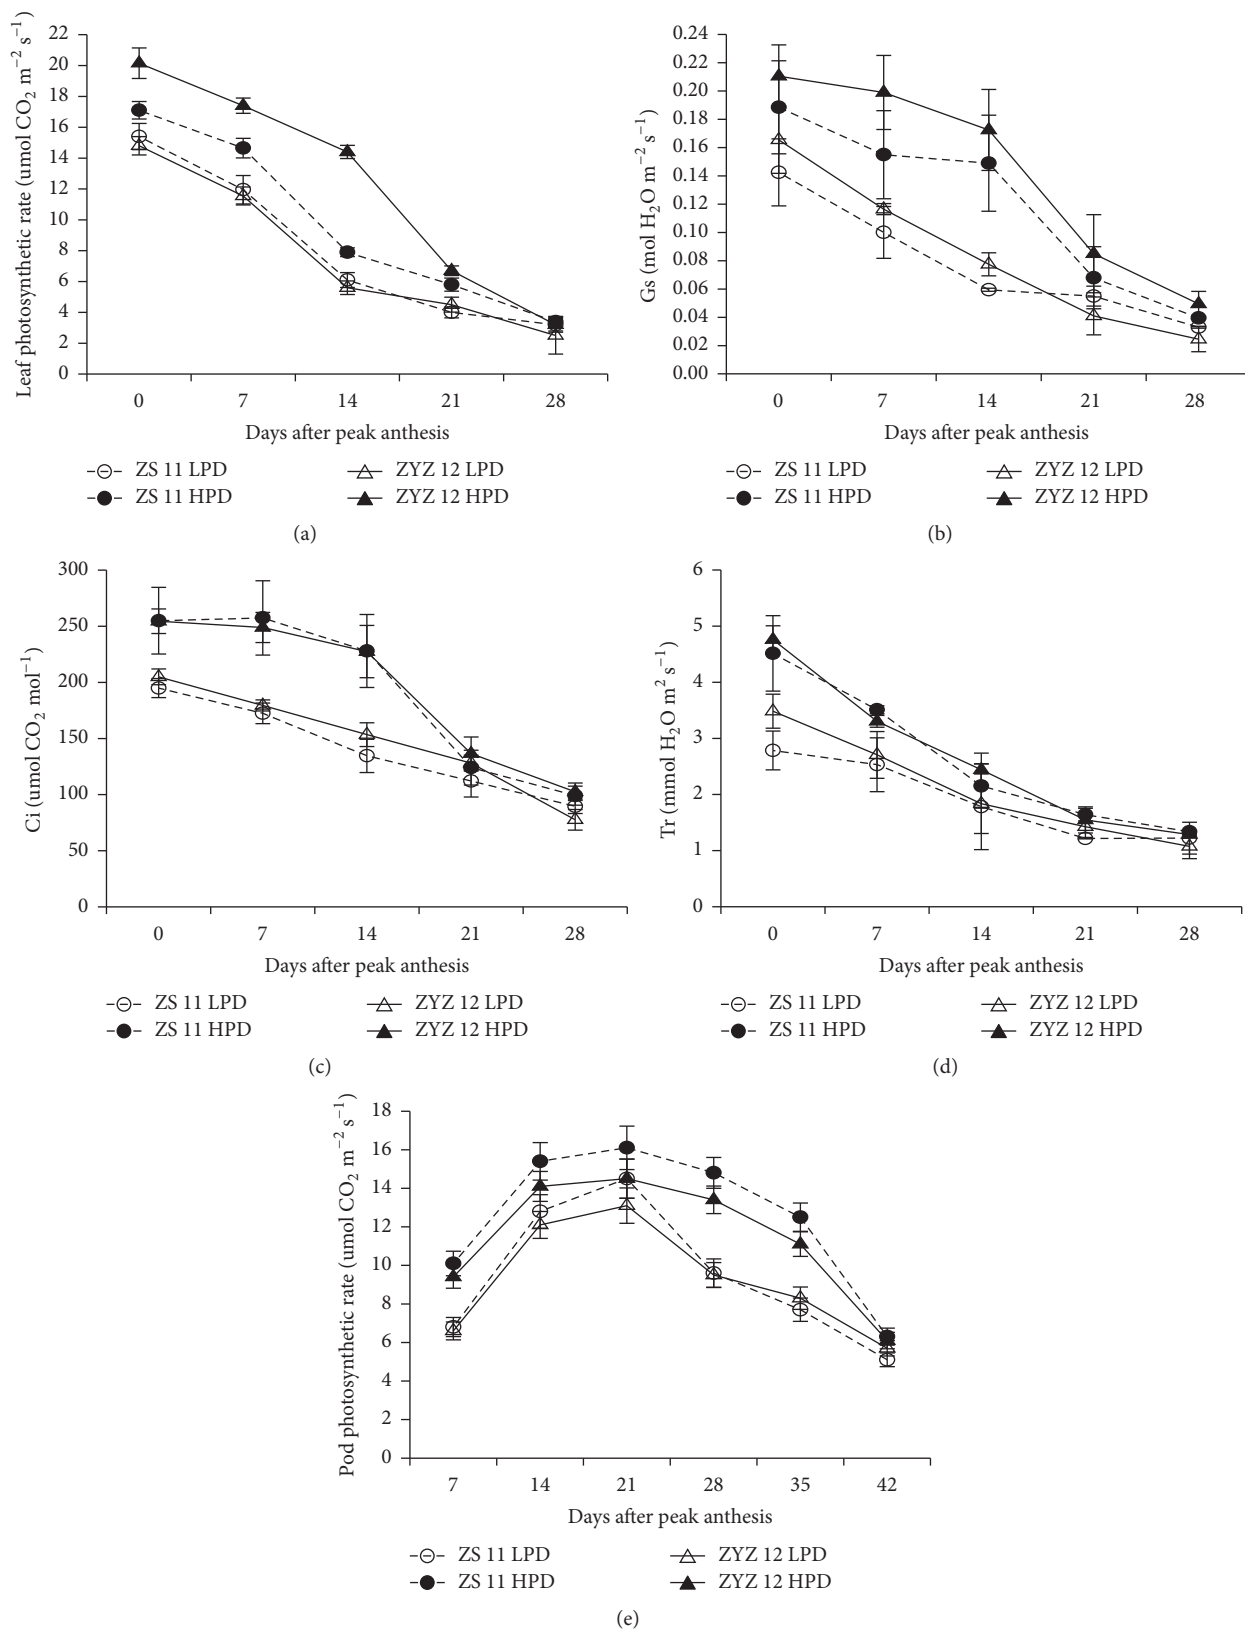 Leaf photosynthetic rate (umol CO₂ m⁻² s⁻¹)
22
20
18
16
14
12
10
8
6
4
2
0
0 7 14 21 28
Days after peak anthesis
ZS 11 LPD ZYZ 12 LPD
ZS 11 HPD ZYZ 12 HPD
(a)
Gs (mol H₂O m⁻² s⁻¹)
0.24
0.22
0.20
0.18
0.16
0.14
0.12
0.10
0.08
0.06
0.04
0.02
0.00
0 7 14 21 28
Days after peak anthesis
ZS 11 LPD ZYZ 12 LPD
ZS 11 HPD ZYZ 12 HPD
(b)
Ci (umol CO₂ mol⁻¹)
300
250
200
150
100
50
0
0 7 14 21 28
Days after peak anthesis
ZS 11 LPD ZYZ 12 LPD
ZS 11 HPD ZYZ 12 HPD
(c)
Tr (mmol H₂O m² s⁻¹)
6
5
4
3
2
1
0
0 7 14 21 28
Days after peak anthesis
ZS 11 LPD ZYZ 12 LPD
ZS 11 HPD ZYZ 12 HPD
(d)
Pod photosynthetic rate (umol CO₂ m⁻² s⁻¹)
18
16
14
12
10
8
6
4
2
0
7 14 21 28 35 42
Days after peak anthesis
ZS 11 LPD ZYZ 12 LPD
ZS 11 HPD ZYZ 12 HPD
(e)